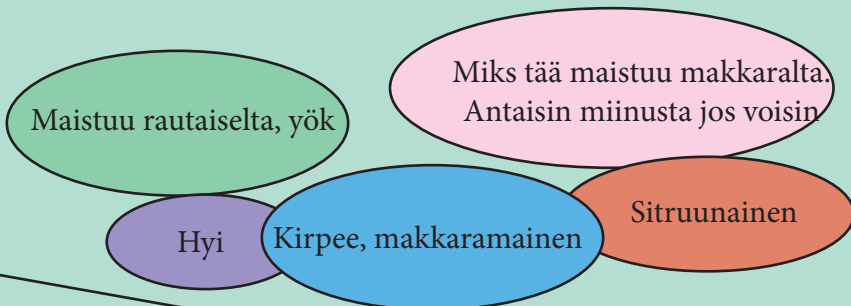 Maistuu rautaiselta, yök
Miks tää maistuu makkaralta.
Antaisin miinusta jos voisin
Hyi
Kirpee, makkaramainen
Sitruunainen